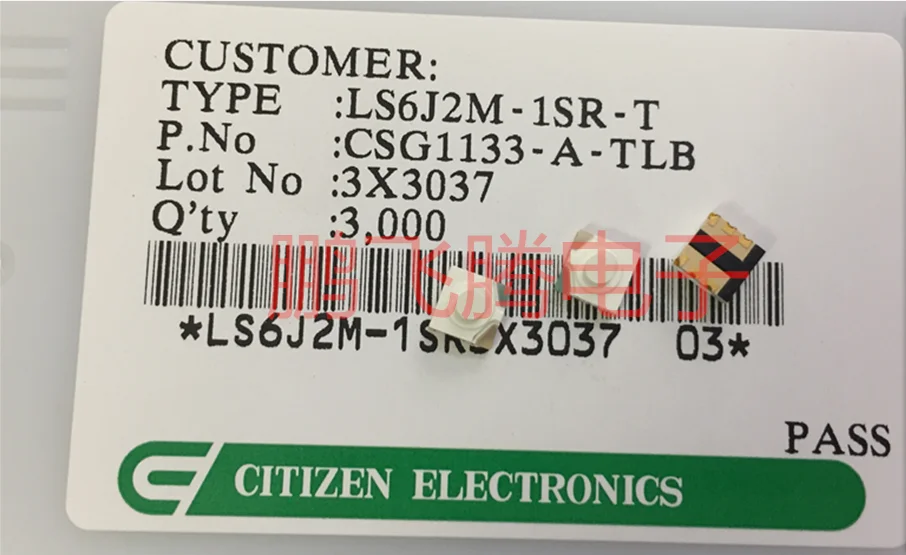 CUSTOMER:
TYPE :LS6J2M-1SR-T
P.No :CSG1133-A-TLB
Lot No :3X3037
Q'ty :3,000
鹏飞腾电子
*LS6J2M-1SR 3X3037 03*
PASS
CITIZEN ELECTRONICS